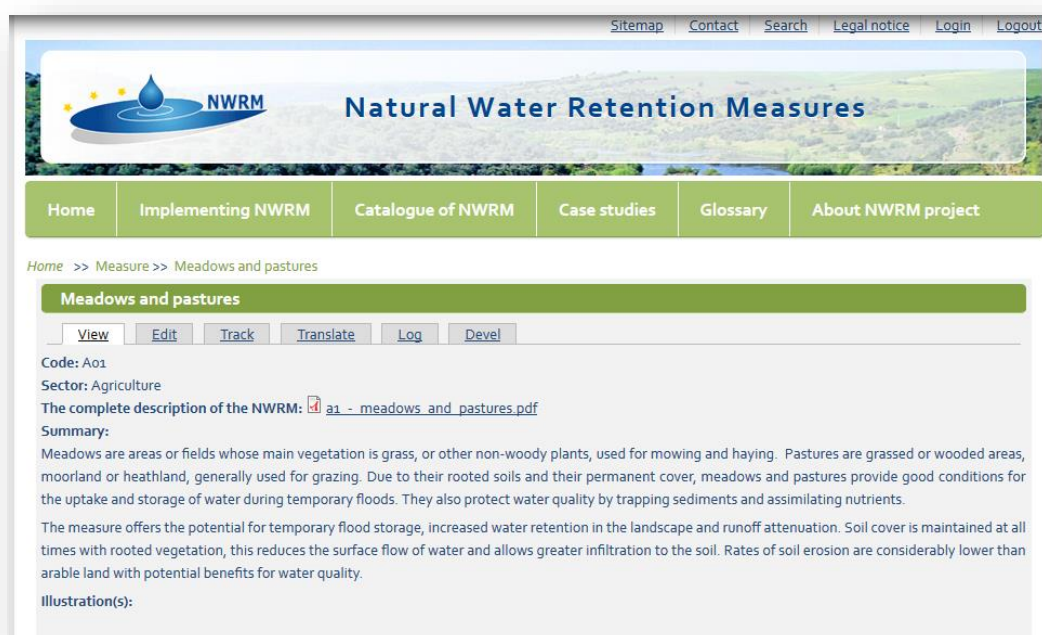 Sitemap Contact Search Legal notice Login Logout
NWRM
Natural Water Retention Measures
Home Implementing NWRM Catalogue of NWRM Case studies Glossary About NWRM project
Home >> Measure >> Meadows and pastures
Meadows and pastures
View Edit Track Translate Log Devel
Code: A01
Sector: Agriculture
The complete description of the NWRM: a1_-_meadows_and_pastures.pdf
Summary:
Meadows are areas or fields whose main vegetation is grass, or other non-woody plants, used for mowing and haying. Pastures are grassed or wooded areas,
moorland or heathland, generally used for grazing. Due to their rooted soils and their permanent cover, meadows and pastures provide good conditions for
the uptake and storage of water during temporary floods. They also protect water quality by trapping sediments and assimilating nutrients.
The measure offers the potential for temporary flood storage, increased water retention in the landscape and runoff attenuation. Soil cover is maintained at all
times with rooted vegetation, this reduces the surface flow of water and allows greater infiltration to the soil. Rates of soil erosion are considerably lower than
arable land with potential benefits for water quality.
Illustration(s):